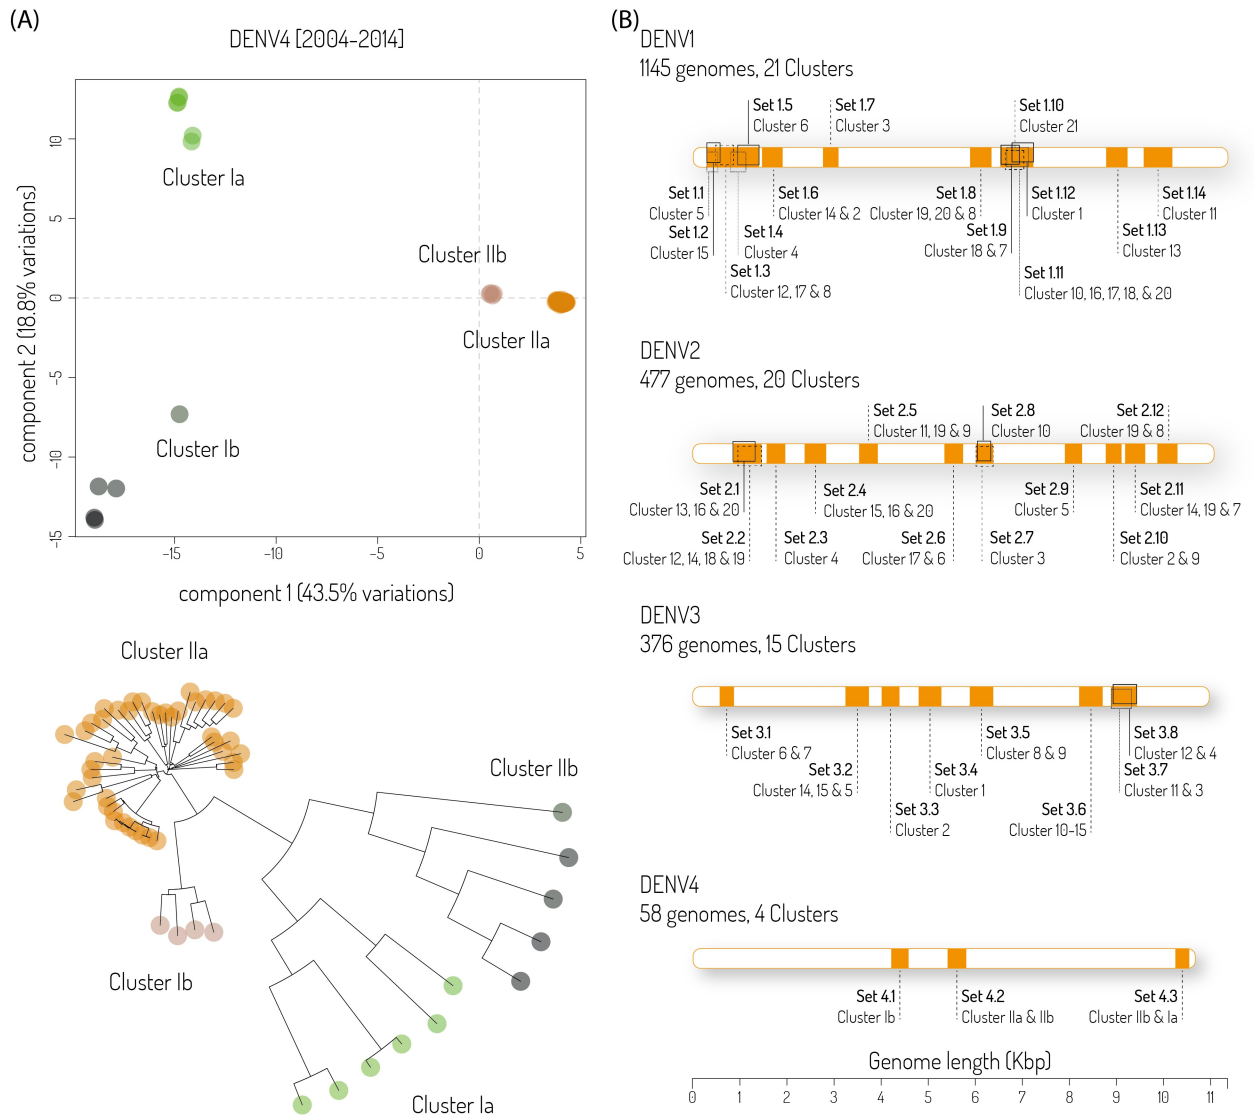 (A)
DENV4 [2004-2014]
component 2 (18.8% variations)
10
5
0
-5
-10
-15
Cluster Ia
Cluster IIb
Cluster IIa
Cluster Ib
-15
-10
-5
0
5
component 1 (43.5% variations)
Cluster IIa
Cluster IIb
Cluster Ib
Cluster Ia
(B)
DENV1
1145 genomes, 21 Clusters
Set 1.5
Cluster 6
Set 1.7
Cluster 3
Set 1.10
Cluster 21
Set 1.1
Cluster 5
Set 1.2
Cluster 15
Set 1.3
Cluster 12, 17 & 8
Set 1.4
Cluster 4
Set 1.6
Cluster 14 & 2
Set 1.8
Cluster 19, 20 & 8
Set 1.9
Cluster 18 & 7
Set 1.11
Cluster 10, 16, 17, 18, & 20
Set 1.12
Cluster 1
Set 1.13
Cluster 13
Set 1.14
Cluster 11
DENV2
477 genomes, 20 Clusters
Set 2.5
Cluster 11, 19 & 9
Set 2.8
Cluster 10
Set 2.12
Cluster 19 & 8
Set 2.1
Cluster 13, 16 & 20
Set 2.2
Cluster 12, 14, 18 & 19
Set 2.3
Cluster 4
Set 2.4
Cluster 15, 16 & 20
Set 2.6
Cluster 17 & 6
Set 2.7
Cluster 3
Set 2.9
Cluster 5
Set 2.10
Cluster 2 & 9
Set 2.11
Cluster 14, 19 & 7
DENV3
376 genomes, 15 Clusters
Set 3.1
Cluster 6 & 7
Set 3.2
Cluster 14, 15 & 5
Set 3.3
Cluster 2
Set 3.4
Cluster 1
Set 3.5
Cluster 8 & 9
Set 3.6
Cluster 10-15
Set 3.8
Cluster 12 & 4
Set 3.7
Cluster 11 & 3
DENV4
58 genomes, 4 Clusters
Set 4.1
Cluster Ib
Set 4.2
Cluster IIa & IIb
Set 4.3
Cluster IIb & Ia
Genome length (Kbp)
0 1 2 3 4 5 6 7 8 9 10 11